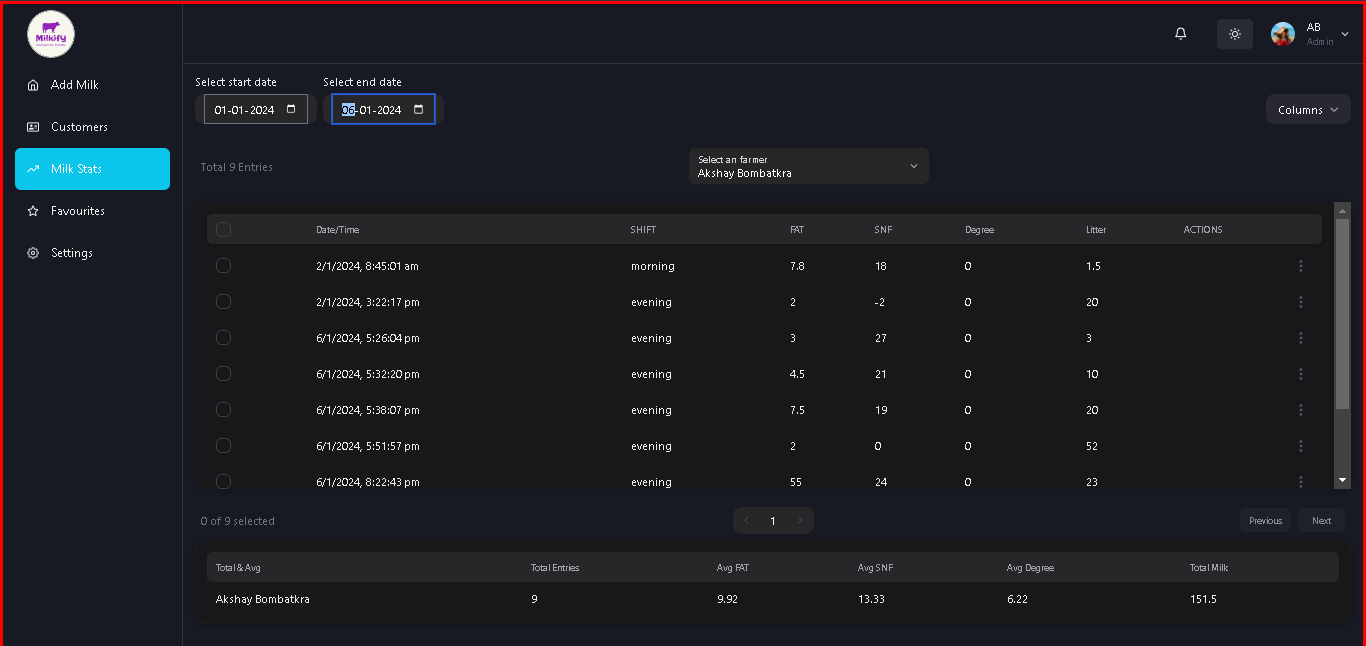 Milkify
AB
Admin
Add Milk
Customers
Milk Stats
Favourites
Settings
Select start date
Select end date
01-01-2024
06-01-2024
Columns
Total 9 Entries
Select an farmer
Akshay Bombatkra
Date/Time SHIFT FAT SNF Degree Litter ACTIONS
2/1/2024, 8:45:01 am morning 7.8 18 0 1.5
2/1/2024, 3:22:17 pm evening 2 -2 0 20
6/1/2024, 5:26:04 pm evening 3 27 0 3
6/1/2024, 5:32:20 pm evening 4.5 21 0 10
6/1/2024, 5:38:07 pm evening 7.5 19 0 20
6/1/2024, 5:51:57 pm evening 2 0 0 52
6/1/2024, 8:22:43 pm evening 55 24 0 23
0 of 9 selected
1
Previous
Next
Total & Avg Total Entries Avg FAT Avg SNF Avg Degree Total Milk
Akshay Bombatkra 9 9.92 13.33 6.22 151.5